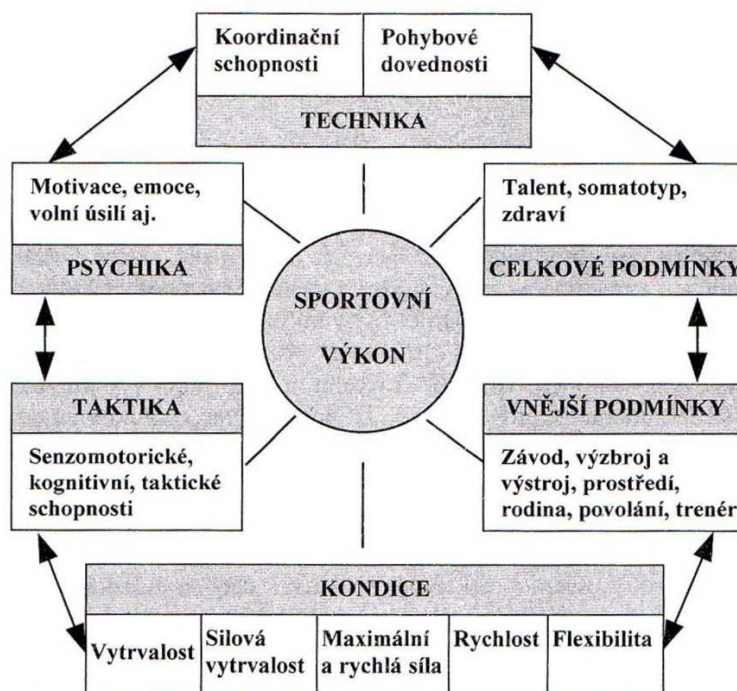 Koordinační
schopnosti
Pohybové
dovednosti
TECHNIKA
Motivace, emoce,
volní úsilí aj.
PSYCHIKA
Talent, somatotyp,
zdraví
CELKOVÉ PODMÍNKY
SPORTOVNÍ
VÝKON
TAKTIKA
Senzomotorické,
kognitivní, taktické
schopnosti
VNĚJŠÍ PODMÍNKY
Závod, výzbroj a
výstroj, prostředí,
rodina, povolání, trenér
KONDICE
Vytrvalost
Silová
vytrvalost
Maximální
a rychlá síla
Rychlost
Flexibilita